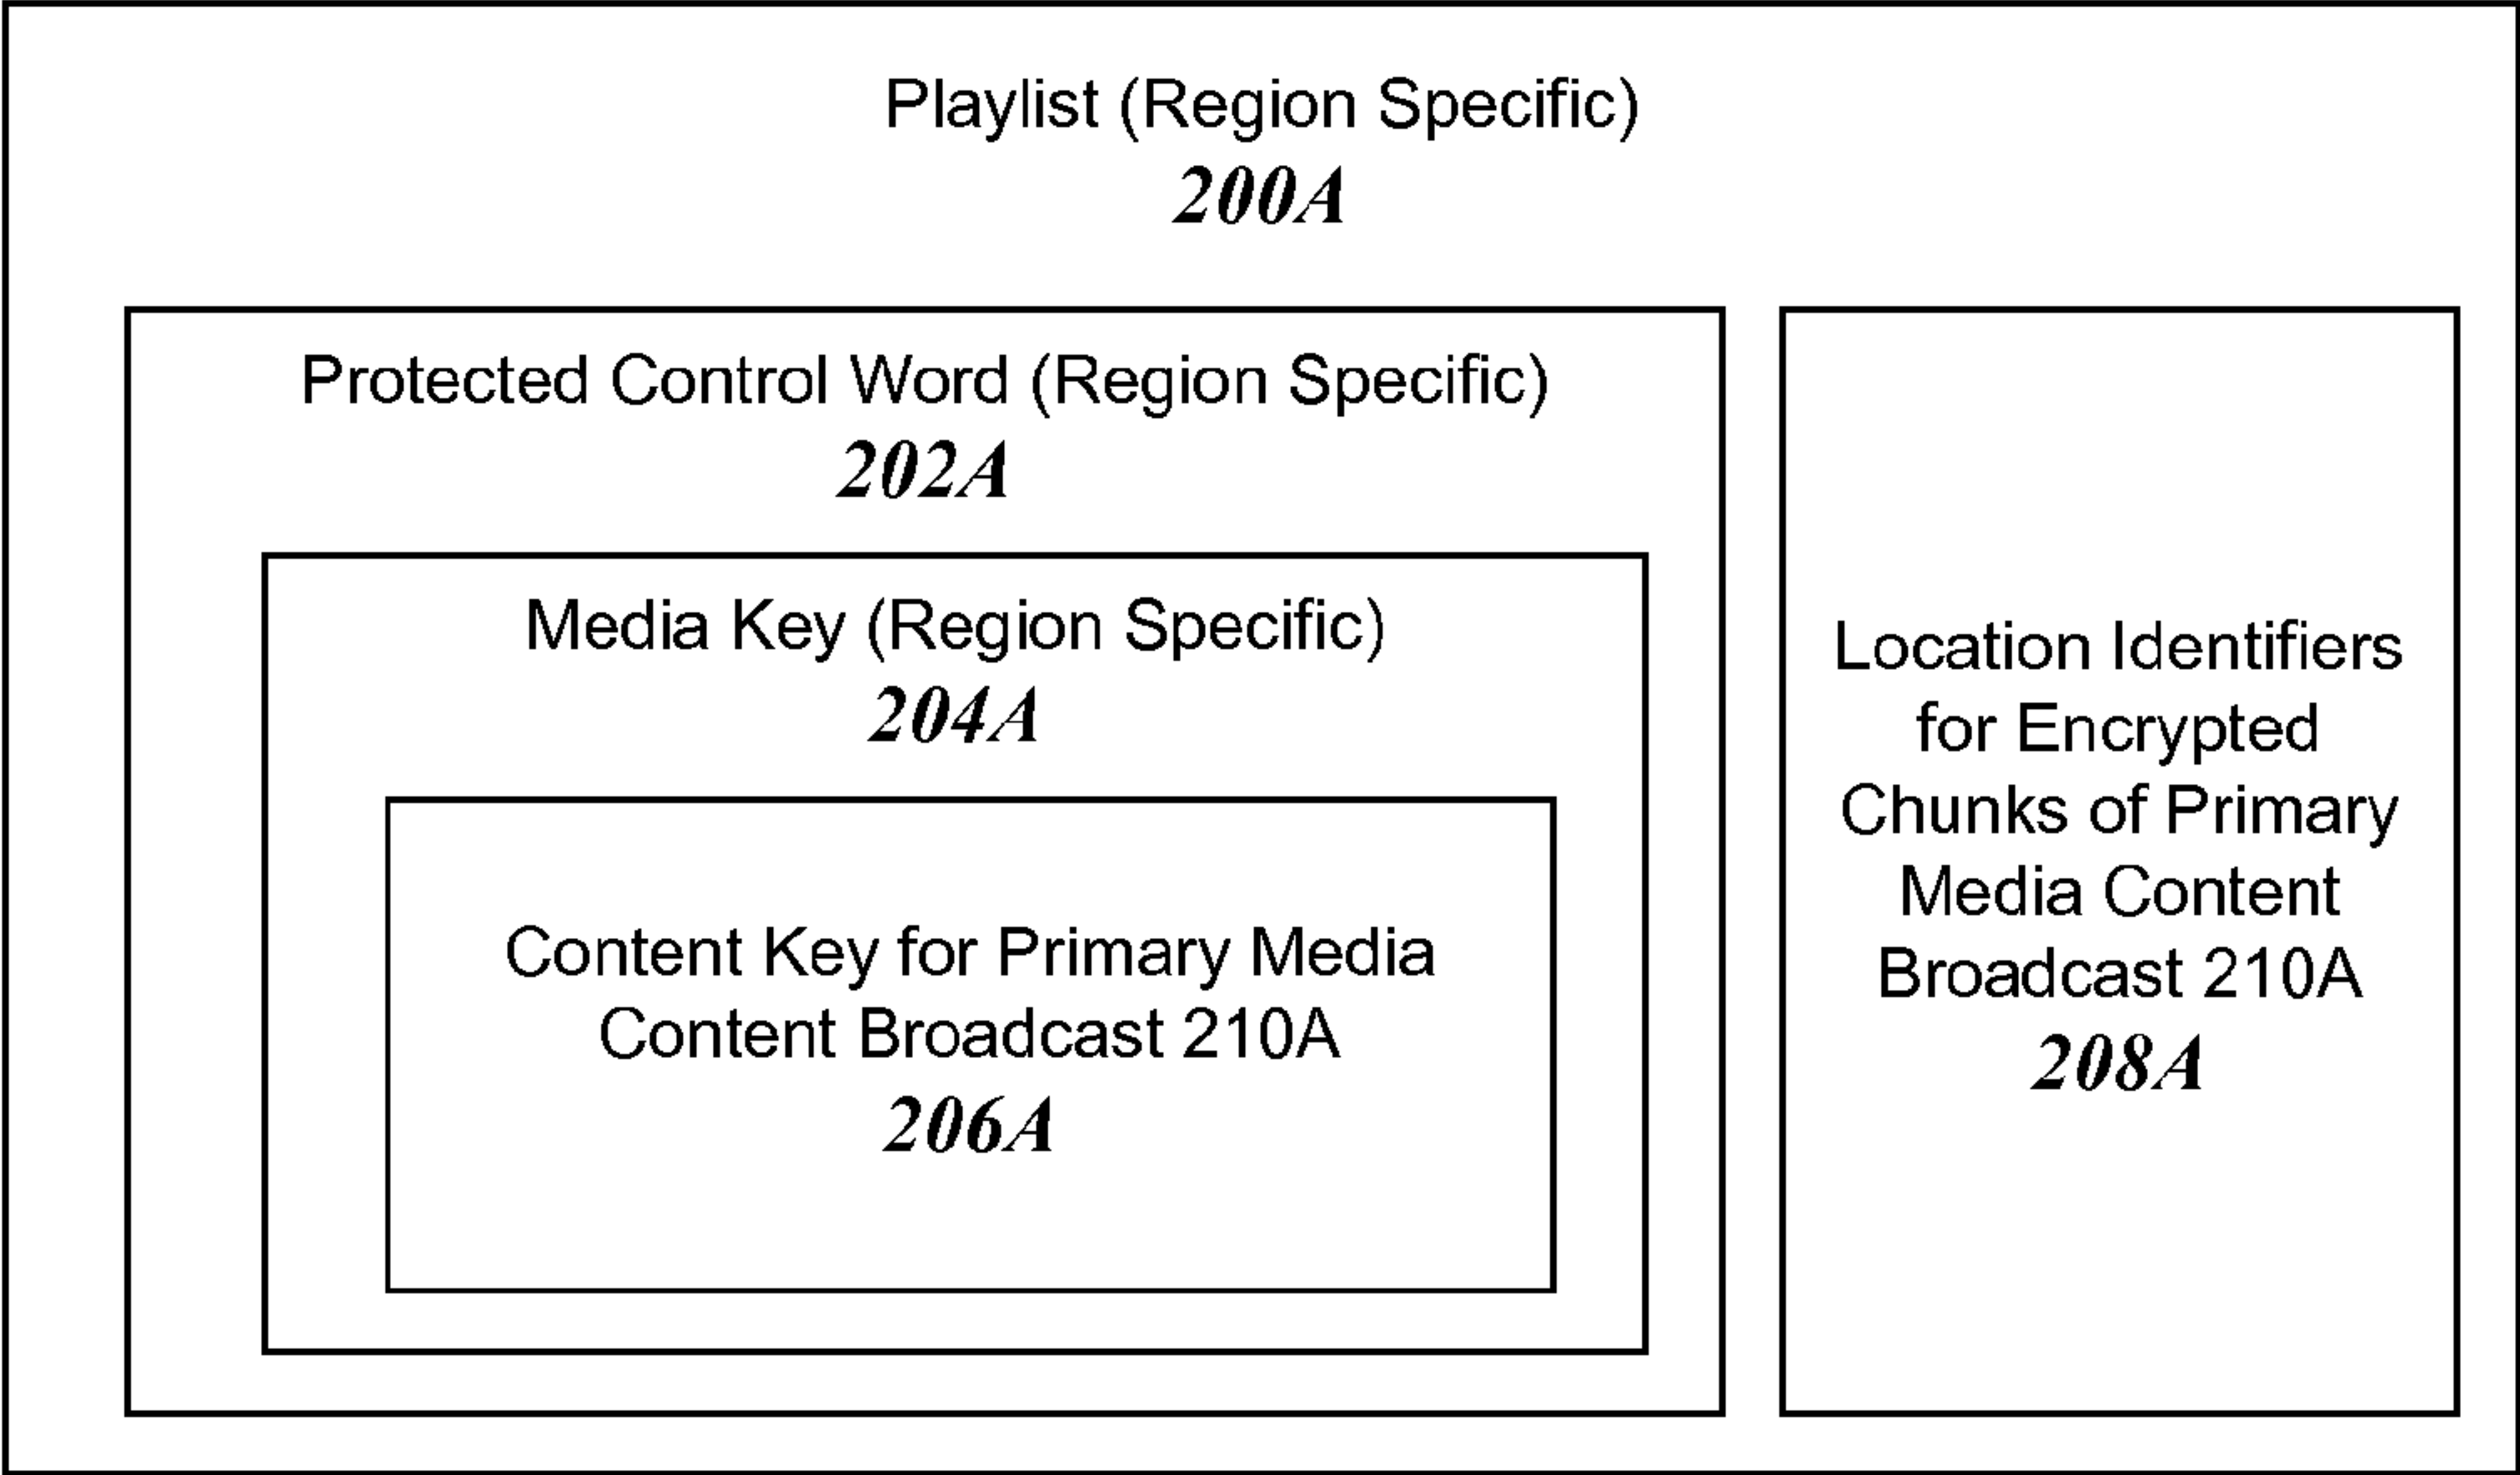 Playlist (Region Specific)
200A
Protected Control Word (Region Specific)
202A
Media Key (Region Specific)
204A
Content Key for Primary Media
Content Broadcast 210A
206A
Location Identifiers
for Encrypted
Chunks of Primary
Media Content
Broadcast 210A
208A